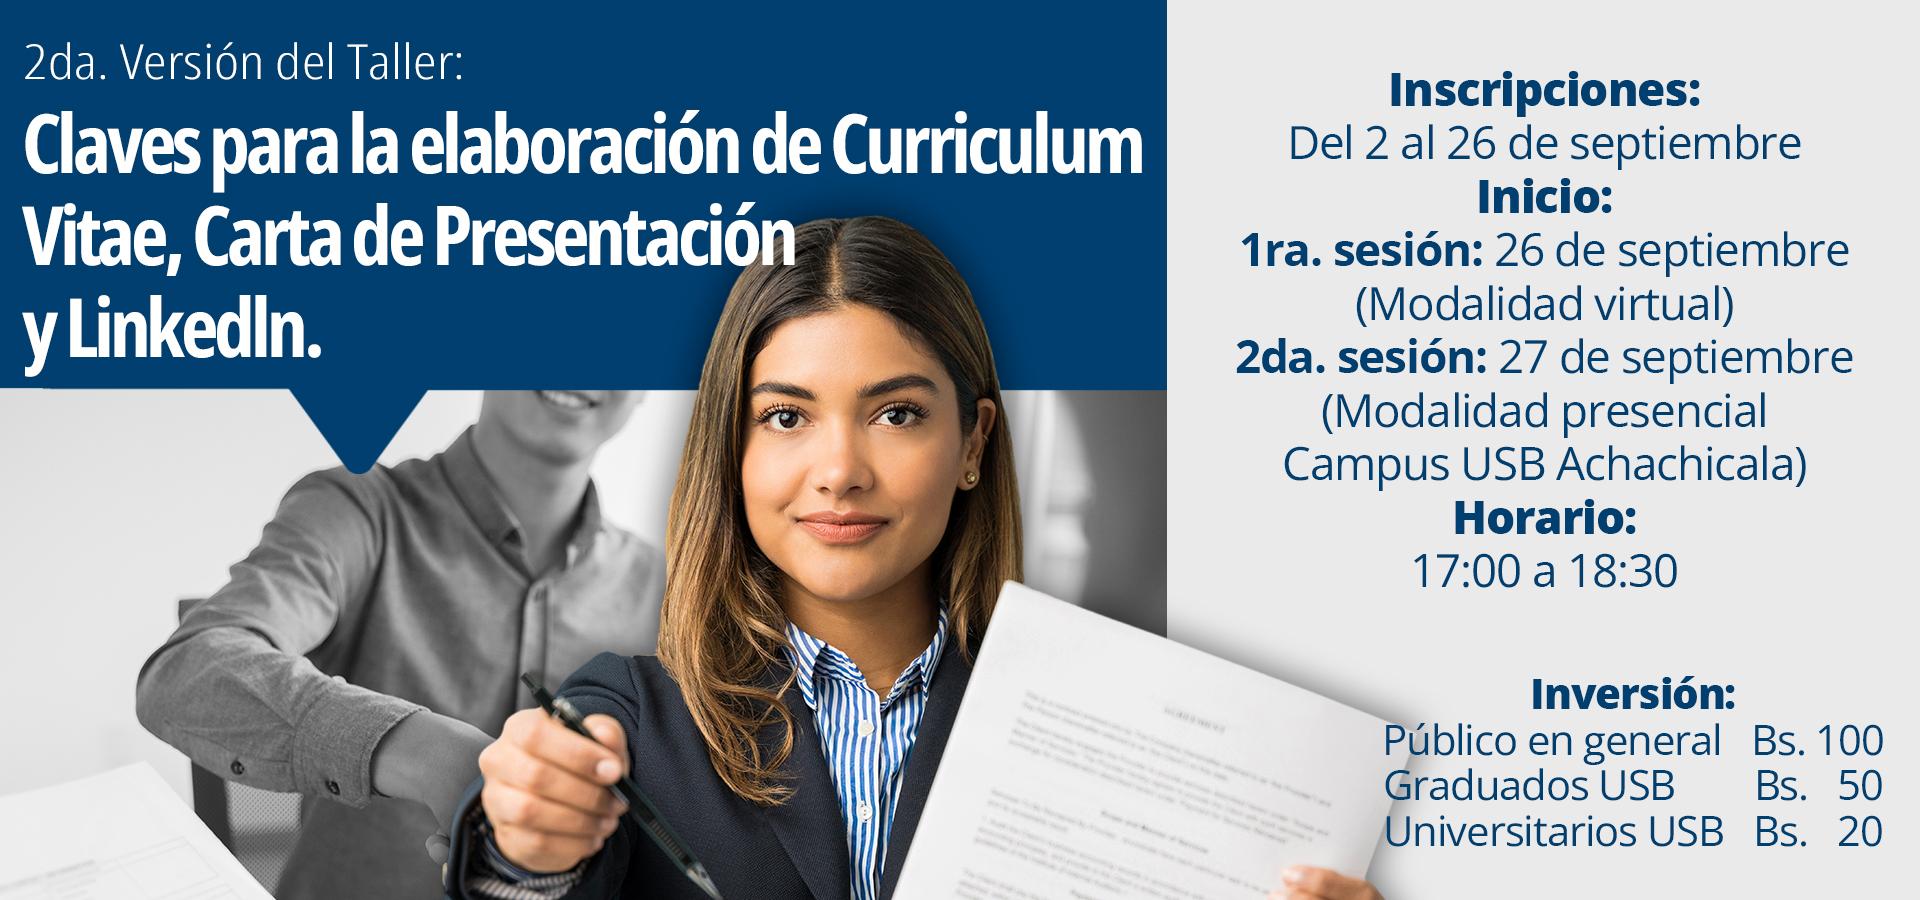 2da. Versión del Taller:
Claves para la elaboración de Curriculum
Vitae, Carta de Presentación
y LinkedIn.
Inscripciones:
Del 2 al 26 de septiembre
Inicio:
1ra. sesión: 26 de septiembre
(Modalidad virtual)
2da. sesión: 27 de septiembre
(Modalidad presencial
Campus USB Achachicala)
Horario:
17:00 a 18:30
Inversión:
Público en general Bs. 100
Graduados USB Bs. 50
Universitarios USB Bs. 20
AGREEMENT